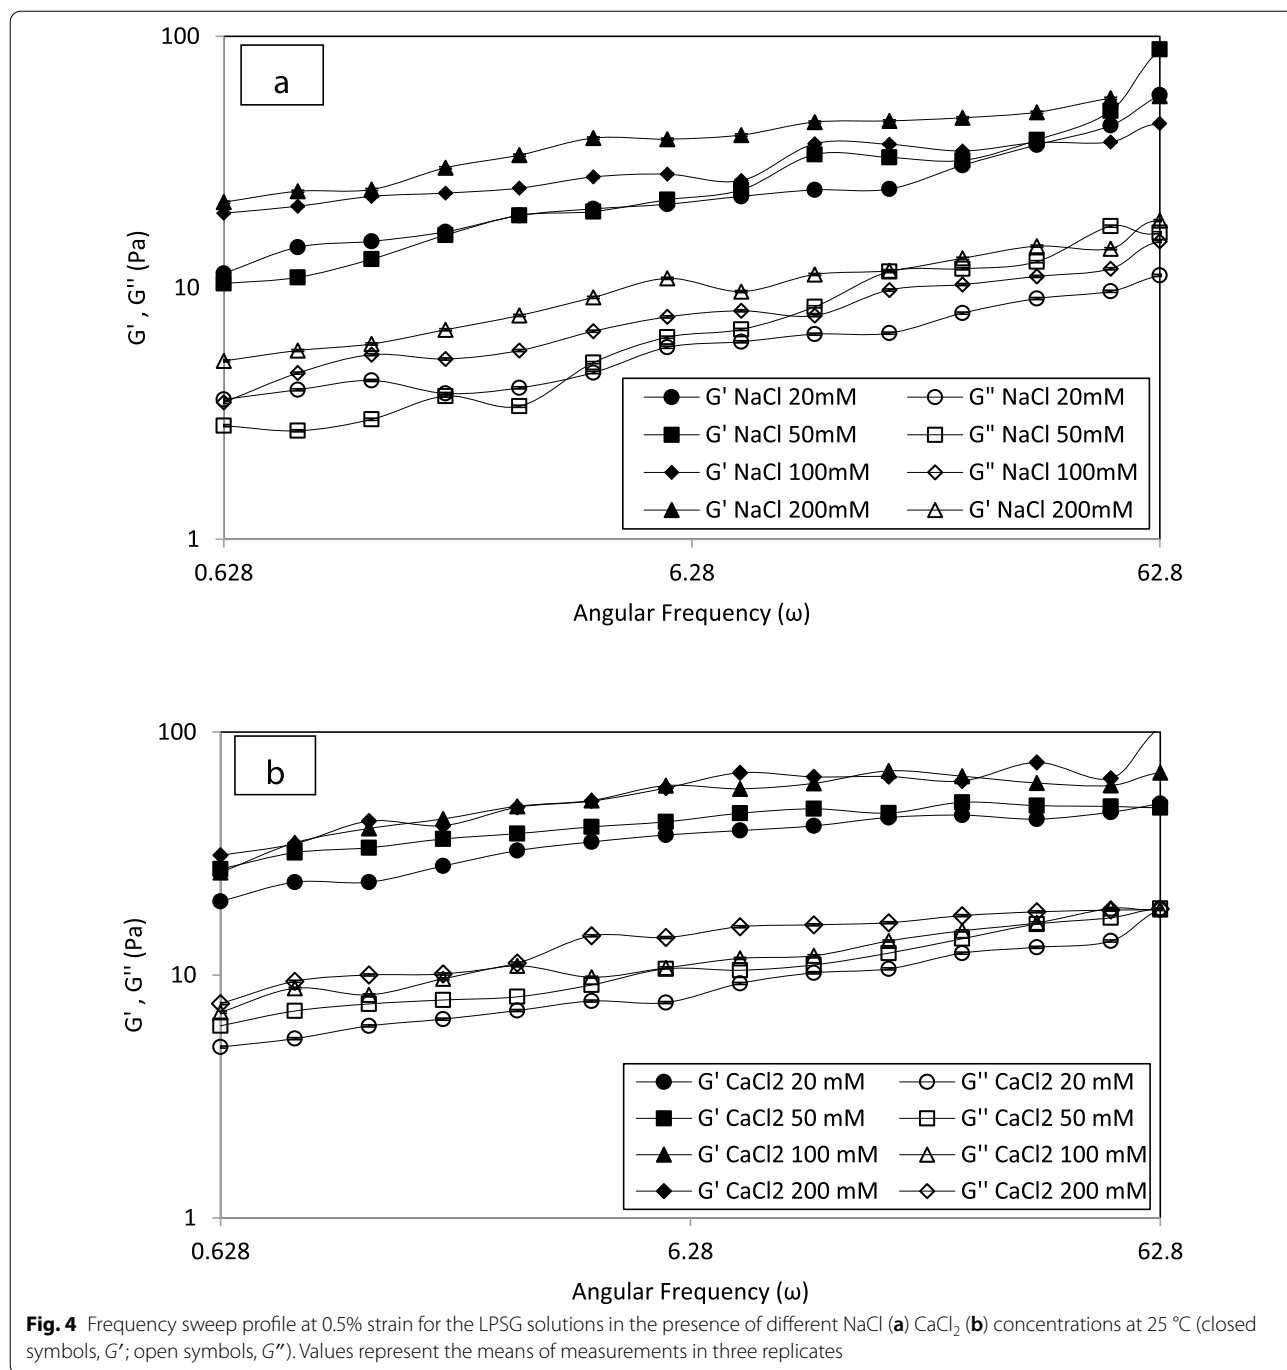 100
a
G' , G'' (Pa)
10
G' NaCl 20mM G'' NaCl 20mM
G' NaCl 50mM G'' NaCl 50mM
G' NaCl 100mM G'' NaCl 100mM
G' NaCl 200mM G' NaCl 200mM
1
0.628 6.28 62.8
Angular Frequency (ω)
100
b
G' , G'' (Pa)
10
G' CaCl2 20 mM G'' CaCl2 20 mM
G' CaCl2 50 mM G'' CaCl2 50 mM
G' CaCl2 100 mM G'' CaCl2 100 mM
G' CaCl2 200 mM G'' CaCl2 200 mM
1
0.628 6.28 62.8
Angular Frequency (ω)
Fig. 4 Frequency sweep profile at 0.5% strain for the LPSG solutions in the presence of different NaCl (a) CaCl₂ (b) concentrations at 25 °C (closed
symbols, G′; open symbols, G″). Values represent the means of measurements in three replicates